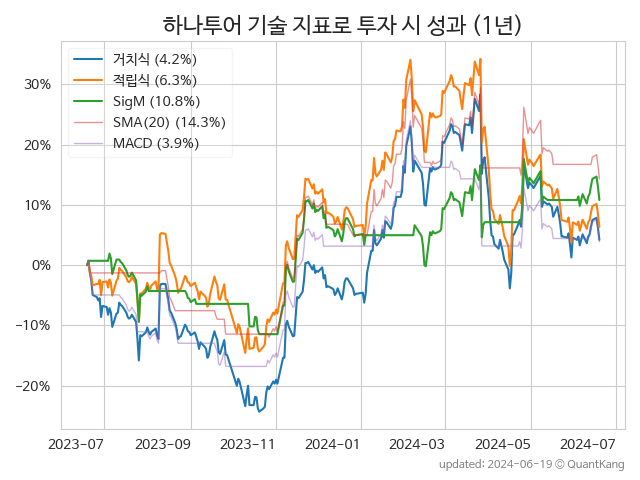 하나투어 기술 지표로 투자 시 성과 (1년)
거치식 (4.2%)
적립식 (6.3%)
SigM (10.8%)
SMA(20) (14.3%)
MACD (3.9%)
30%
20%
10%
0%
−10%
−20%
2023-07 2023-09 2023-11 2024-01 2024-03 2024-05 2024-07
updated: 2024-06-19 @ QuantKang